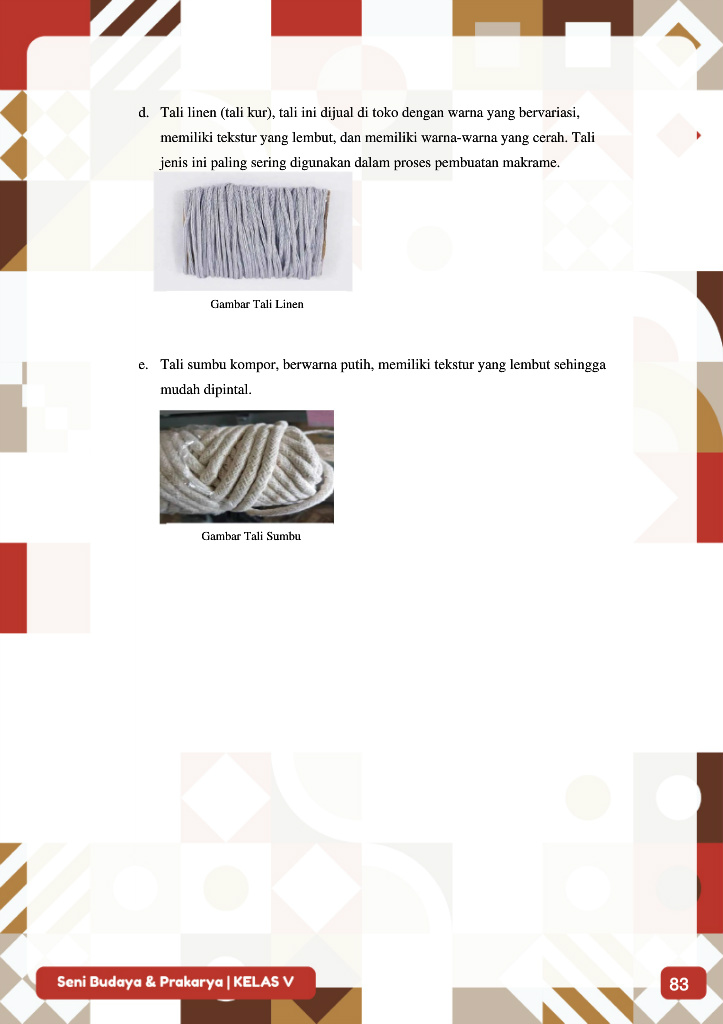 d. Tali linen (tali kur), tali ini dijual di toko dengan warna yang bervariasi,
memiliki tekstur yang lembut, dan memiliki warna-warna yang cerah. Tali
jenis ini paling sering digunakan dalam proses pembuatan makrame.
Gambar Tali Linen
e. Tali sumbu kompor, berwarna putih, memiliki tekstur yang lembut sehingga
mudah dipintal.
Gambar Tali Sumbu
Seni Budaya & Prakarya | KELAS V
83